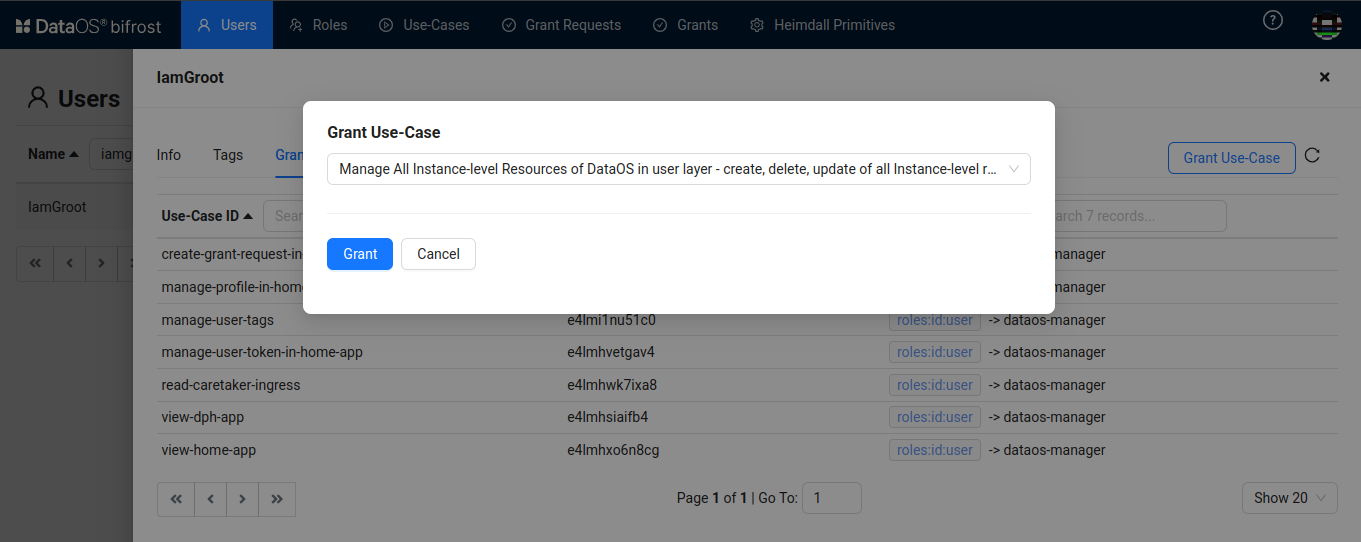 DataOS® bifrost Users Roles Use-Cases Grant Requests Grants Heimdall Primitives
IamGroot
Users
Grant Use-Case
Name iamg Info Tags Gran Grant Use-Case
Manage All Instance-level Resources of DataOS in user layer - create, delete, update of all Instance-level r...
IamGroot
Use-Case ID Sear arch 7 records...
create-grant-request-in- manager
Grant Cancel
manage-profile-in-hom manager
manage-user-tags e4lmi1nu51c0 roles:id:user -> dataos-manager
manage-user-token-in-home-app e4lmhvetgav4 roles:id:user -> dataos-manager
read-caretaker-ingress e4lmhwk7ixa8 roles:id:user -> dataos-manager
view-dph-app e4lmhsiaifb4 roles:id:user -> dataos-manager
view-home-app e4lmhxo6n8cg roles:id:user -> dataos-manager
Page 1 of 1 | Go To: 1 Show 20